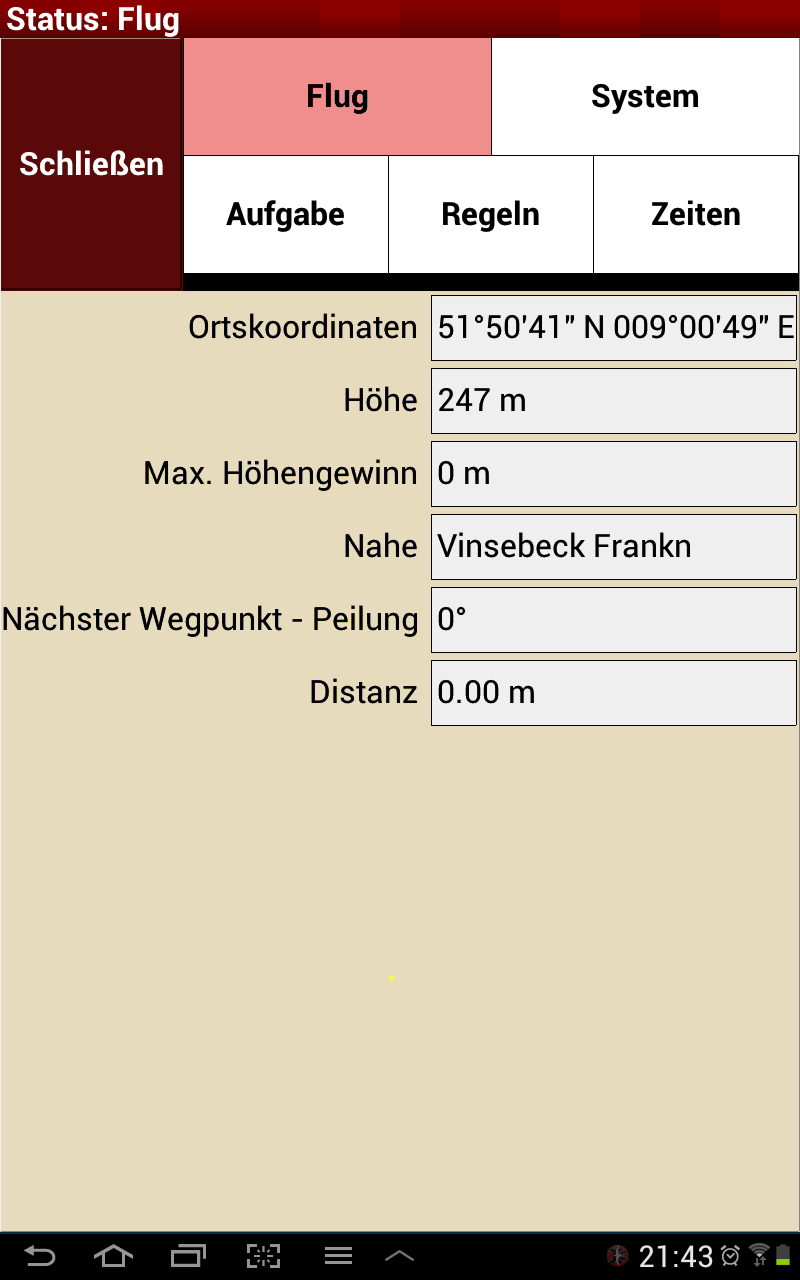 Status: Flug
Schließen
Flug
System
Aufgabe
Regeln
Zeiten
Ortskoordinaten 51°50'41" N 009°00'49" E
Höhe 247 m
Max. Höhengewinn 0 m
Nahe Vinsebeck Frankn
Nächster Wegpunkt - Peilung 0°
Distanz 0.00 m
21:43